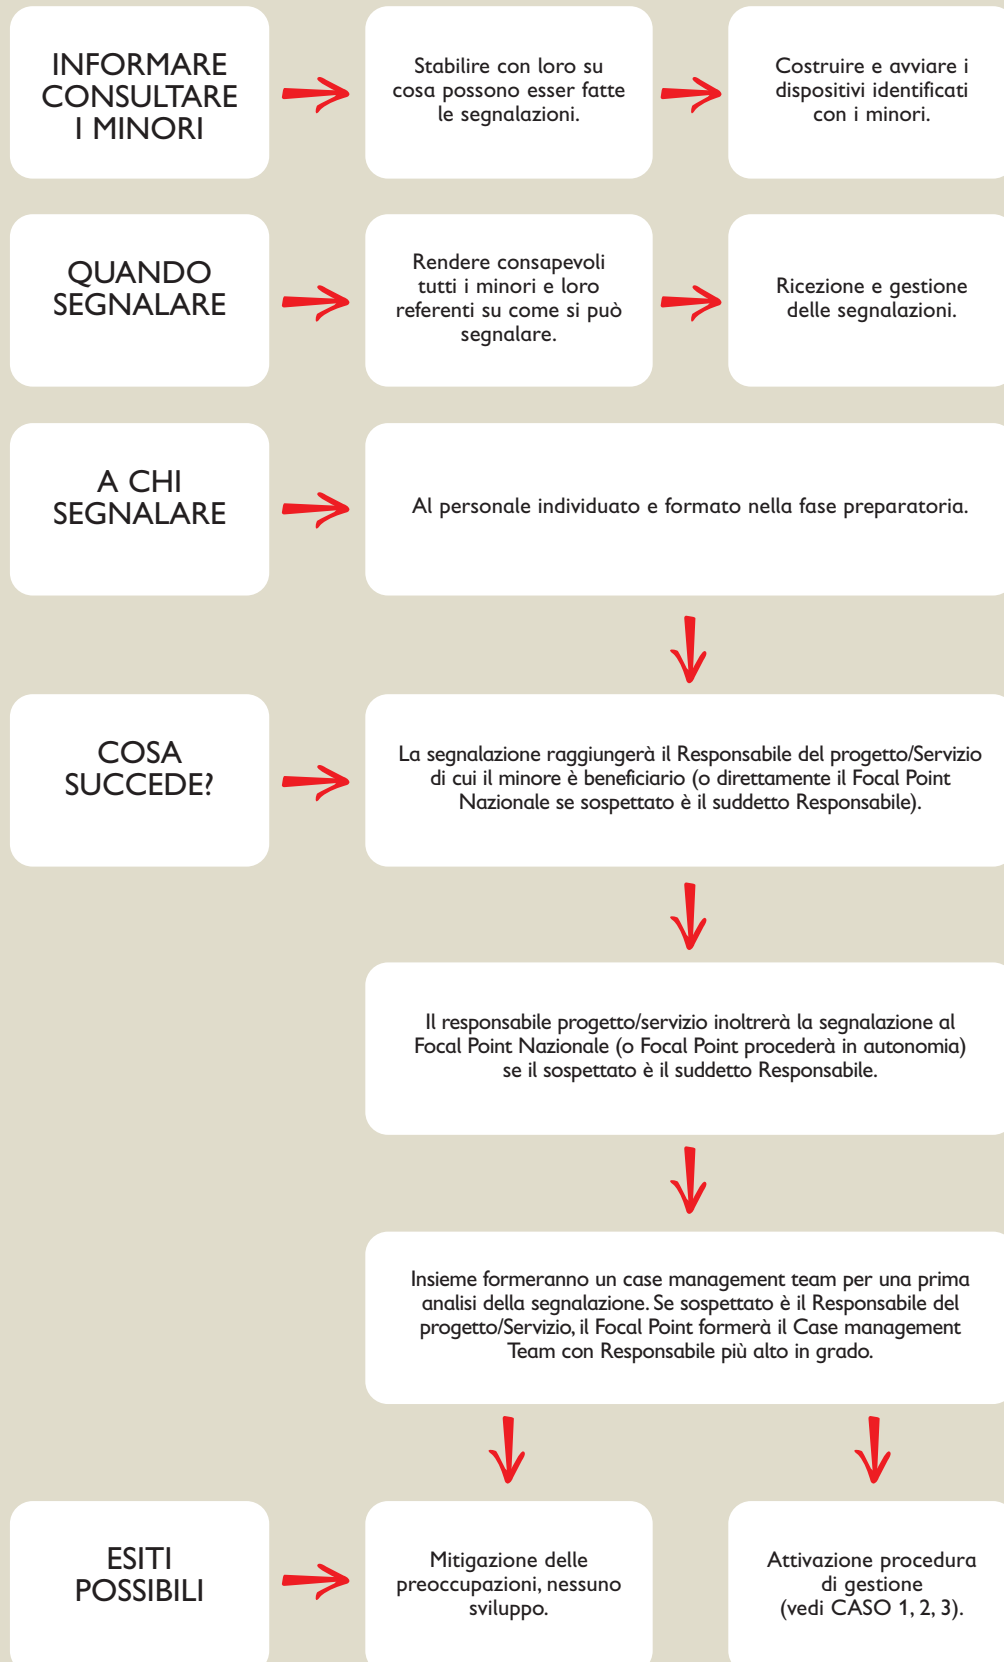 INFORMARE
CONSULTARE
I MINORI
Stabilire con loro su
cosa possono esser fatte
le segnalazioni.
Costruire e avviare i
dispositivi identificati
con i minori.
QUANDO
SEGNALARE
Rendere consapevoli
tutti i minori e loro
referenti su come si può
segnalare.
Ricezione e gestione
delle segnalazioni.
A CHI
SEGNALARE
Al personale individuato e formato nella fase preparatoria.
COSA
SUCCEDE?
La segnalazione raggiungerà il Responsabile del progetto/Servizio
di cui il minore è beneficiario (o direttamente il Focal Point
Nazionale se sospettato è il suddetto Responsabile).
Il responsabile progetto/servizio inoltrerà la segnalazione al
Focal Point Nazionale (o Focal Point procederà in autonomia)
se il sospettato è il suddetto Responsabile.
Insieme formeranno un case management team per una prima
analisi della segnalazione. Se sospettato è il Responsabile del
progetto/Servizio, il Focal Point formerà il Case management
Team con Responsabile più alto in grado.
ESITI
POSSIBILI
Mitigazione delle
preoccupazioni, nessuno
sviluppo.
Attivazione procedura
di gestione
(vedi CASO 1, 2, 3).